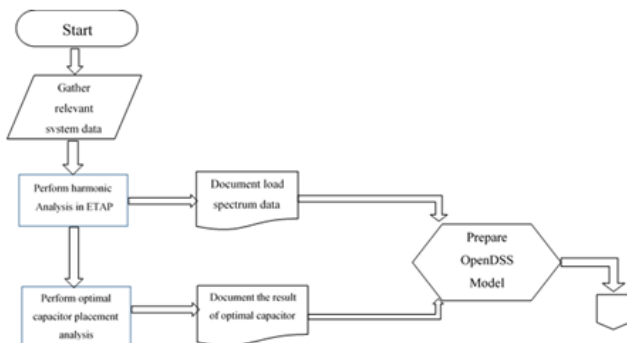 Start
Gather
relevant
system data
Perform harmonic
Analysis in ETAP
Document load
spectrum data
Prepare
OpenDSS
Model
Perform optimal
capacitor placement
analysis
Document the result
of optimal capacitor